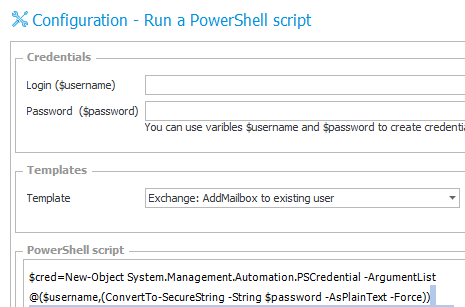 Configuration - Run a PowerShell script
Credentials
Login ($username)
Password ($password)
You can use varibles $username and $password to create credentia
Templates
Template Exchange: AddMailbox to existing user
PowerShell script
$cred=New-Object System.Management.Automation.PSCredential -ArgumentList
@($username,(ConvertTo-SecureString -String $password -AsPlainText -Force))